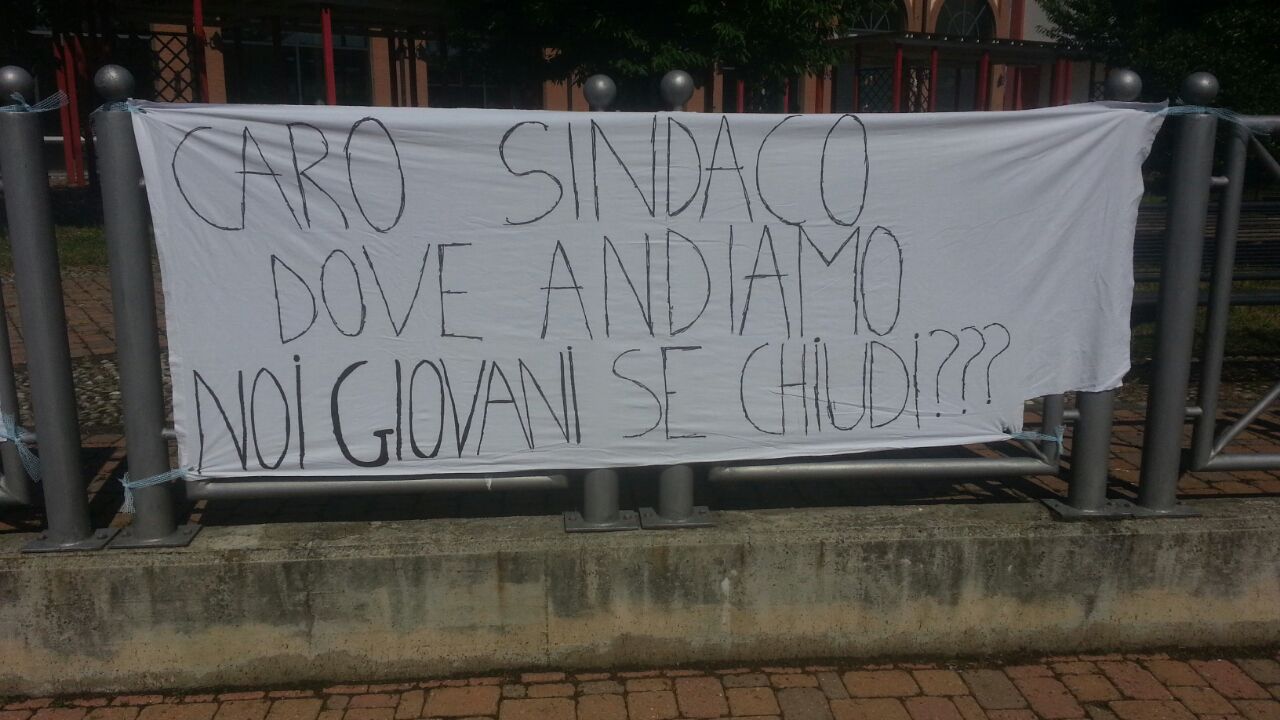 CARO SINDACO
DOVE ANDIAMO
NOi GIOVANi SE CHiUDi???